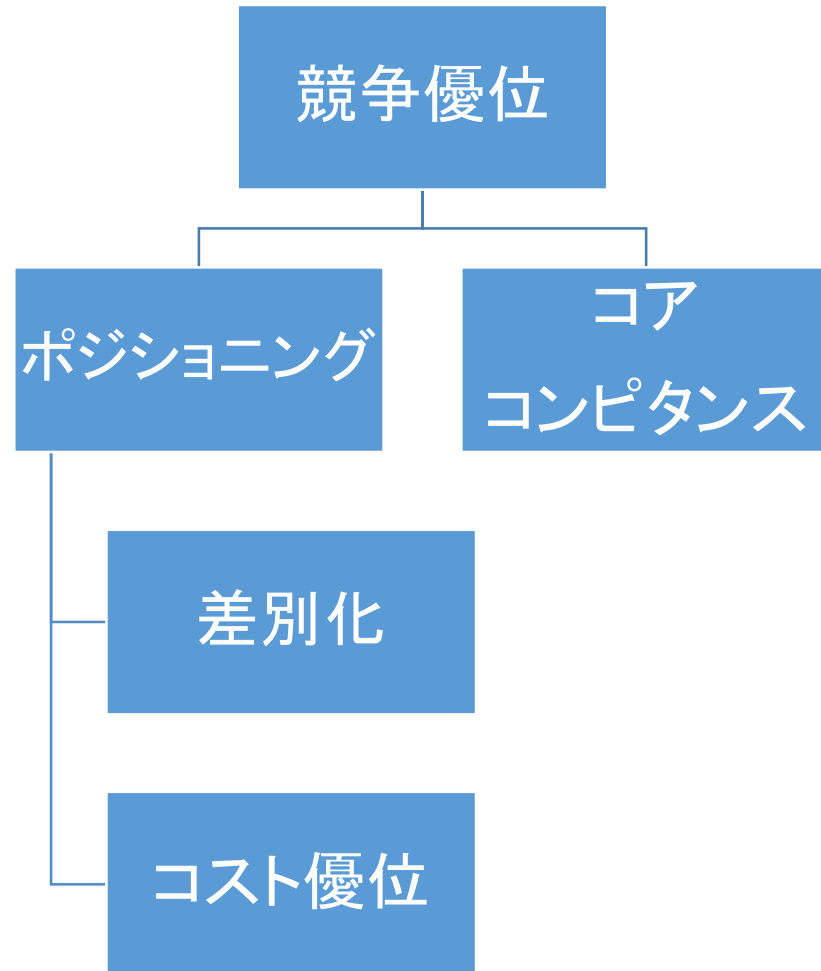 競争優位
ポジショニング
コア
コンピタンス
差別化
コスト優位